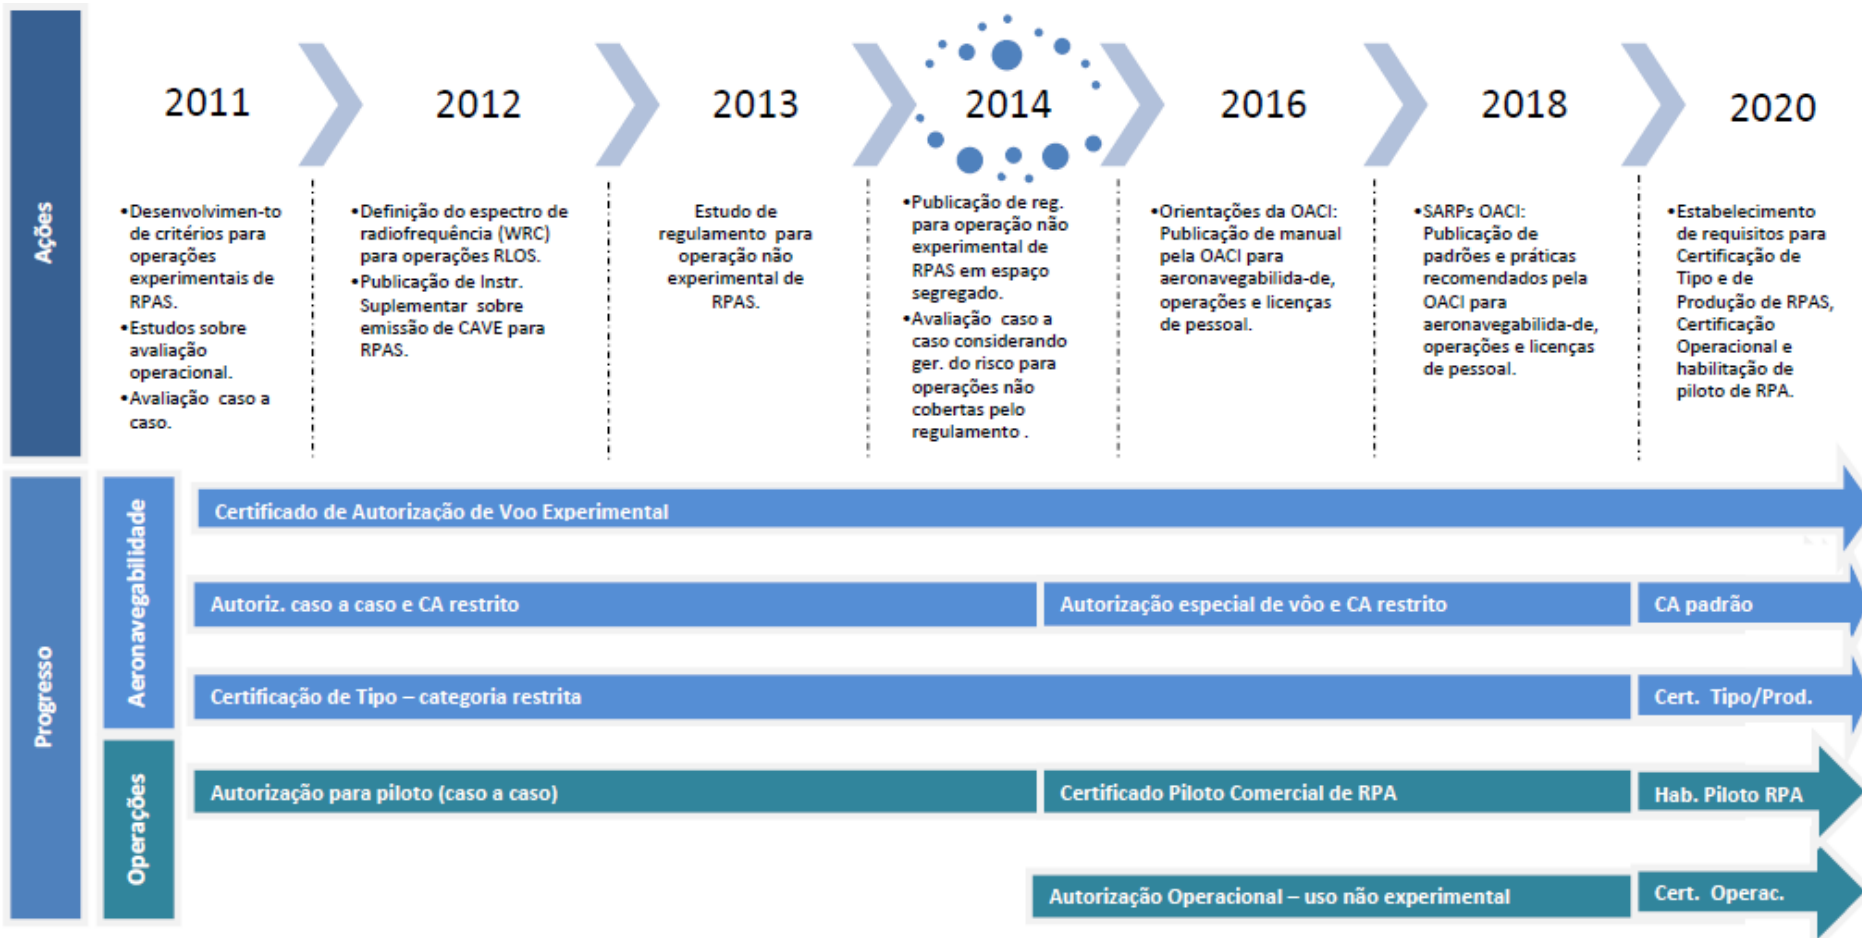 Ações
2011
2012
2013
2014
2016
2018
2020
•Desenvolvimen-to
de critérios para
operações
experimentais de
RPAS.
•Estudos sobre
avaliação
operacional.
•Avaliação caso a
caso.
•Definição do espectro de
radiofrequência (WRC)
para operações RLOS.
•Publicação de Instr.
Suplementar sobre
emissão de CAVE para
RPAS.
Estudo de
regulamento para
operação não
experimental de
RPAS.
•Publicação de reg.
para operação não
experimental de
RPAS em espaço
segregado.
•Avaliação caso a
caso considerando
ger. do risco para
operações não
cobertas pelo
regulamento .
•Orientações da OACI:
Publicação de manual
pela OACI para
aeronavegabilida-de,
operações e licenças
de pessoal.
•SARPs OACI:
Publicação de
padrões e práticas
recomendados pela
OACI para
aeronavegabilida-de,
operações e licenças
de pessoal.
•Estabelecimento
de requisitos para
Certificação de
Tipo e de
Produção de RPAS,
Certificação
Operacional e
habilitação de
piloto de RPA.
Progresso
Aeronavegabilidade
Certificado de Autorização de Voo Experimental
Autoriz. caso a caso e CA restrito
Autorização especial de vôo e CA restrito
CA padrão
Certificação de Tipo – categoria restrita
Cert. Tipo/Prod.
Operações
Autorização para piloto (caso a caso)
Certificado Piloto Comercial de RPA
Hab. Piloto RPA
Autorização Operacional – uso não experimental
Cert. Operac.